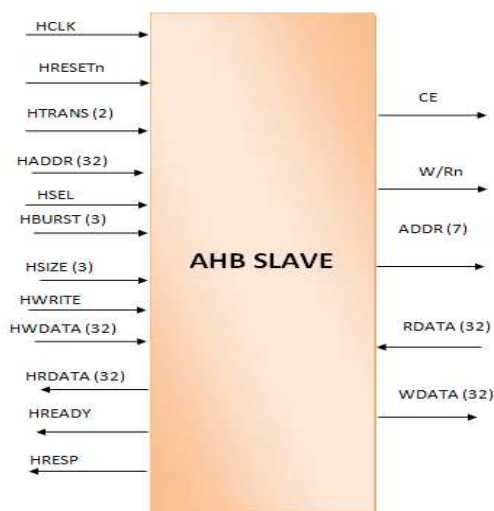 HCLK
HRESETn
HTRANS (2)
HADDR (32)
HSEL
HBURST (3)
HSIZE (3)
HWRITE
HWDATA (32)
HRDATA (32)
HREADY
HRESP
AHB SLAVE
CE
W/Rn
ADDR (7)
RDATA (32)
WDATA (32)